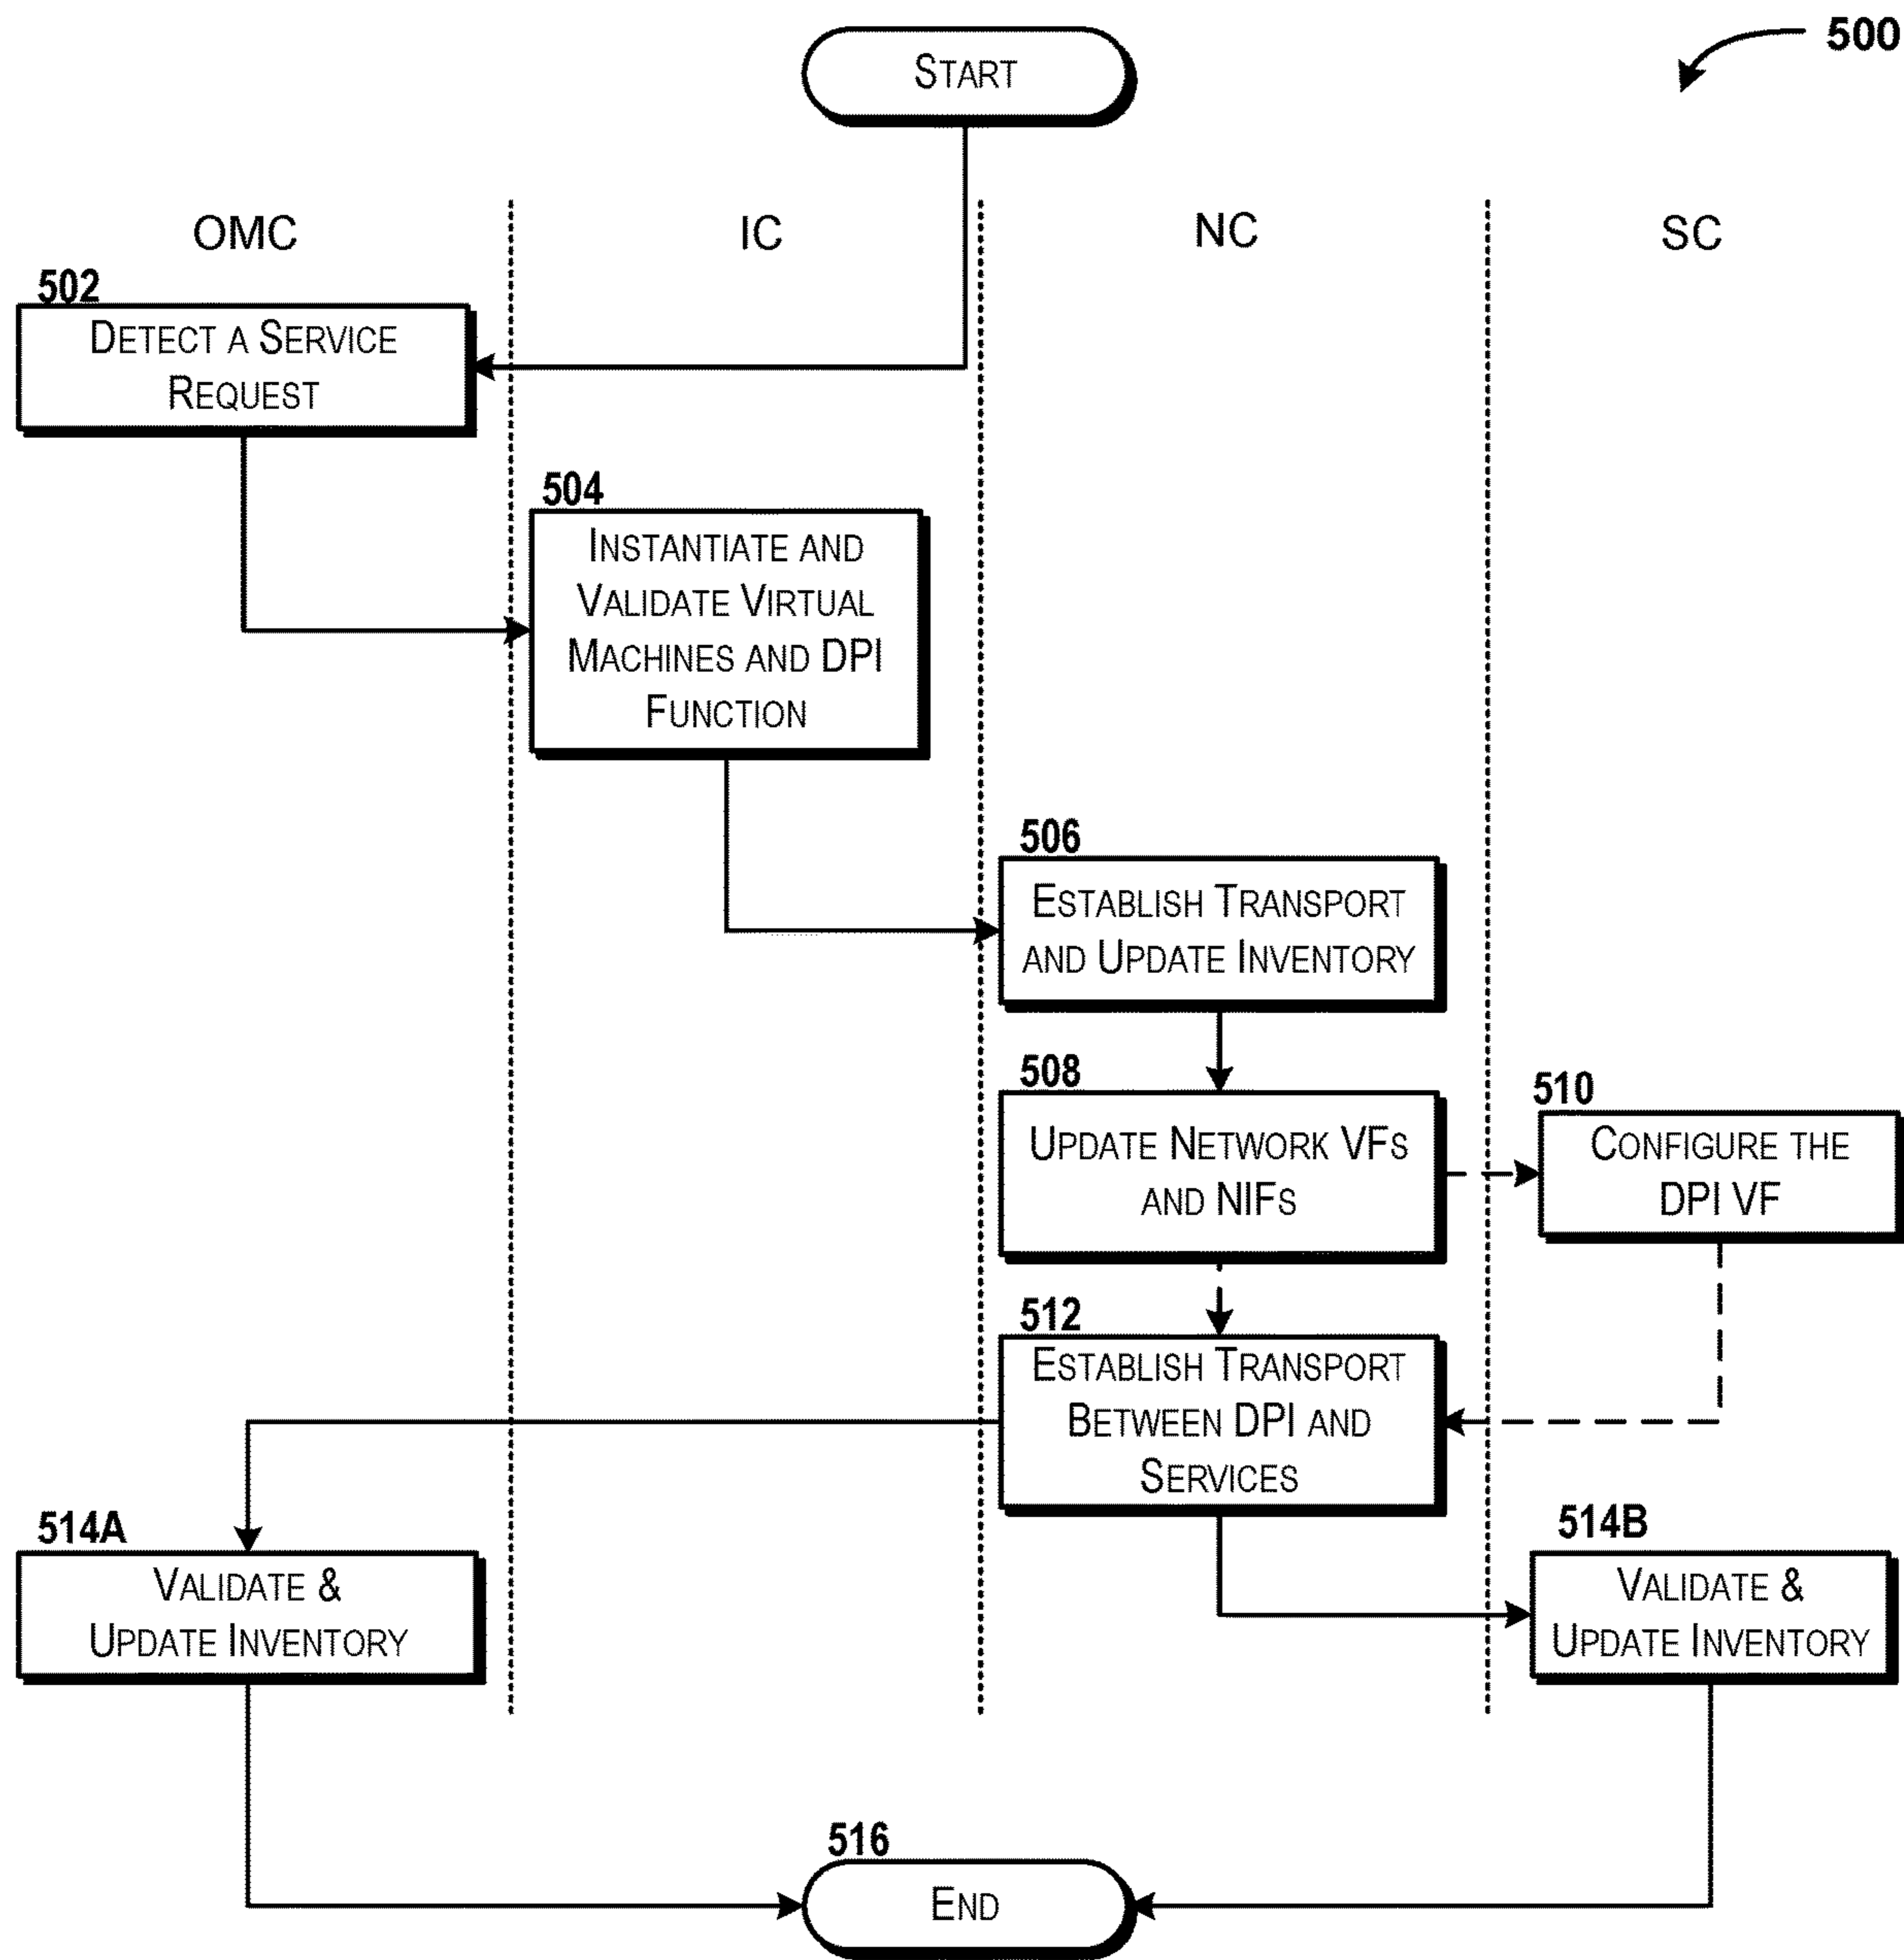 500
START
OMC
IC
NC
SC
502
DETECT A SERVICE
REQUEST
504
INSTANTIATE AND
VALIDATE VIRTUAL
MACHINES AND DPI
FUNCTION
506
ESTABLISH TRANSPORT
AND UPDATE INVENTORY
508
UPDATE NETWORK VFS
AND NIFS
510
CONFIGURE THE
DPI VF
512
ESTABLISH TRANSPORT
BETWEEN DPI AND
SERVICES
514A
VALIDATE &
UPDATE INVENTORY
514B
VALIDATE &
UPDATE INVENTORY
516
END